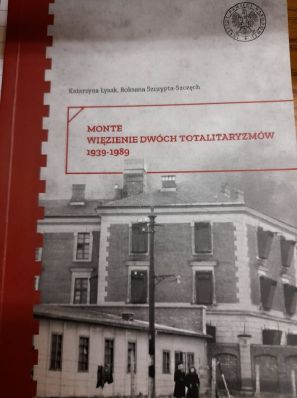 Katarzyna Łysak, Roksana Szczypta-Szczęch
MONTE
WIĘZIENIE DWÓCH TOTALITARYZMÓW
1939-1989